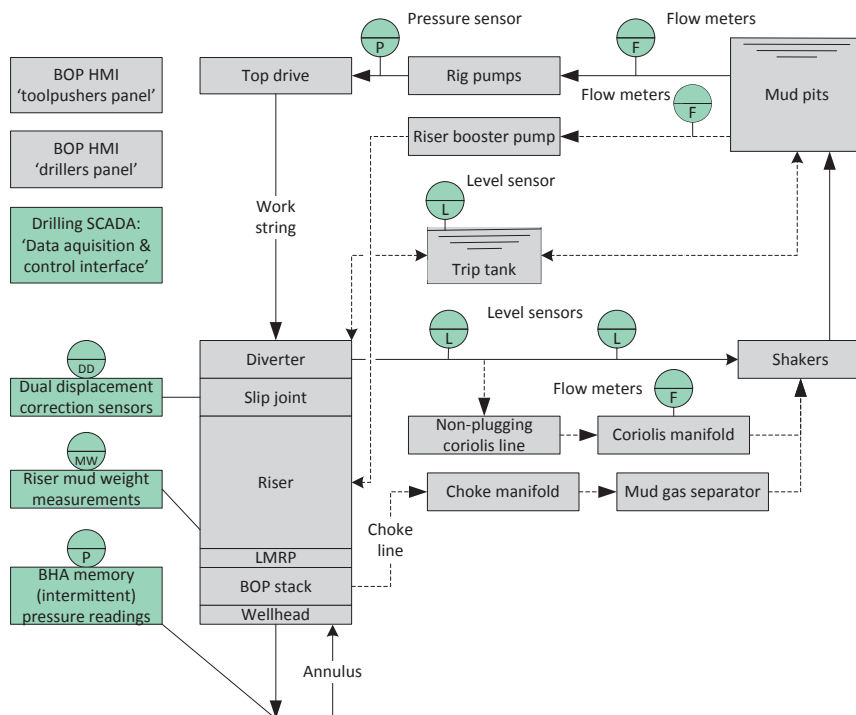 Pressure sensor
Flow meters
P
F
BOP HMI
‘toolpushers panel’
Top drive
Rig pumps
Mud pits
Flow meters
F
BOP HMI
‘drillers panel’
Riser booster pump
Level sensor
L
Work
string
Drilling SCADA:
‘Data aquisition &
control interface’
Trip tank
Level sensors
L
L
DD
Diverter
Shakers
Dual displacement
correction sensors
Slip joint
Flow meters
F
Non-plugging
coriolis line
Coriolis manifold
MW
Riser mud weight
measurements
Riser
Choke manifold
Mud gas separator
Choke
line
P
LMRP
BHA memory
(intermittent)
pressure readings
BOP stack
Wellhead
Annulus